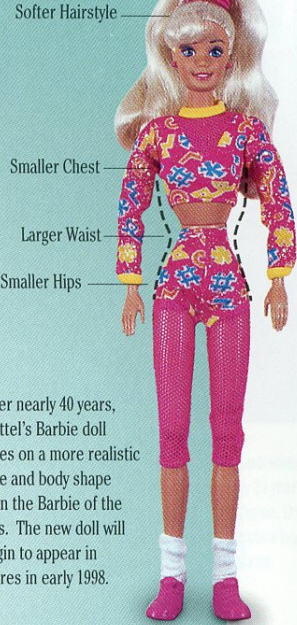 Softer Hairstyle
Smaller Chest
Larger Waist
Smaller Hips
er nearly 40 years,
ttel's Barbie doll
es on a more realistic
e and body shape
n the Barbie of the
s. The new doll will
gin to appear in
res in early 1998.